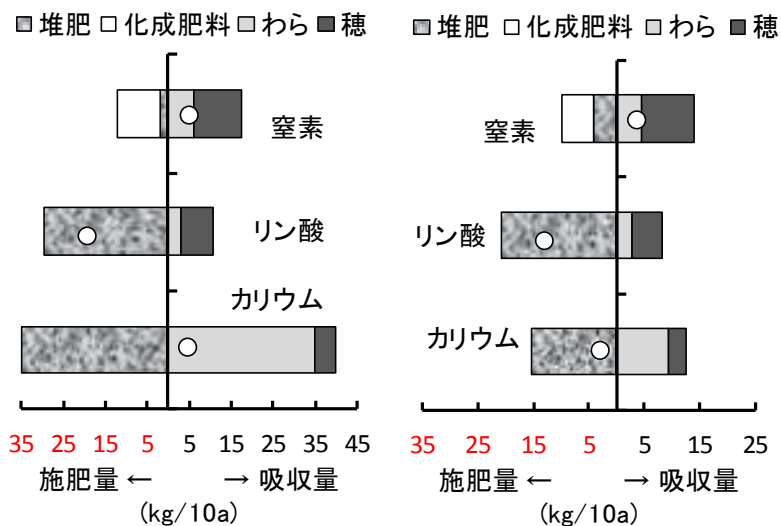 堆肥 化成肥料 わら 穂
窒素
リン酸
カリウム
35 25 15 5 5 15 25 35 45
施肥量 ← → 吸収量
(kg/10a)
堆肥 化成肥料 わら 穂
窒素
リン酸
カリウム
35 25 15 5 5 15 25
施肥量 ← → 吸収量
(kg/10a)